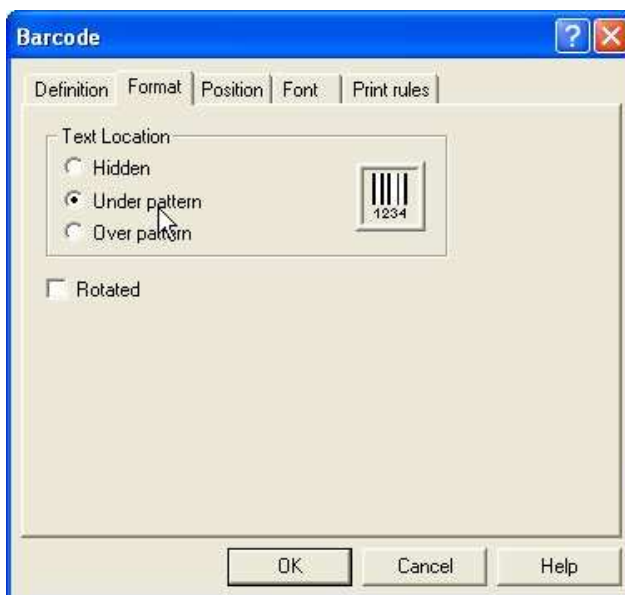 Barcode
Definition Format Position Font Print rules
Text Location
Hidden
Under pattern
1234
Over pattern
Rotated
OK Cancel Help